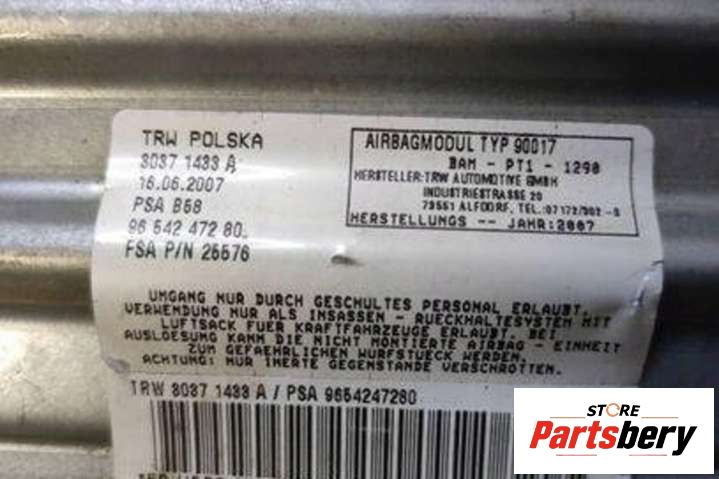 TRW POLSKA
3037 1433 A
16.06.2007
PSA B58
96 542 472 80
FSA P/N 25576
AIRBAGMODUL TYP 90017
BAM - PT1 - 1290
HERSTELLER:TRW AUTOMOTIVE GMBH
INDUSTRIESTRASSE 20
73551 ALFDORF, TEL.:07172/302-0
HERSTELLUNGS -- JAHR:2007
UMGANG NUR DURCH GESCHULTES PERSONAL ERLAUBT.
VERWENDUNG NUR ALS INSASSEN - RUECKHALTESYSTEM MIT
LUFTSACK FUER KRAFTFAHRZEUGE ERLAUBT. BEI
AUSLOESUNG KANN DIE NICHT MONTIERTE AIRBAG - EINHEIT
ZUM GEFAEHRLICHEN WURFSTUECK WERDEN.
ACHTUNG: NUR INERTE GEGENSTANDE VERSCHROTTEN.
TRW 3037 1433 A / PSA 9654247280
STORE
Partsbery